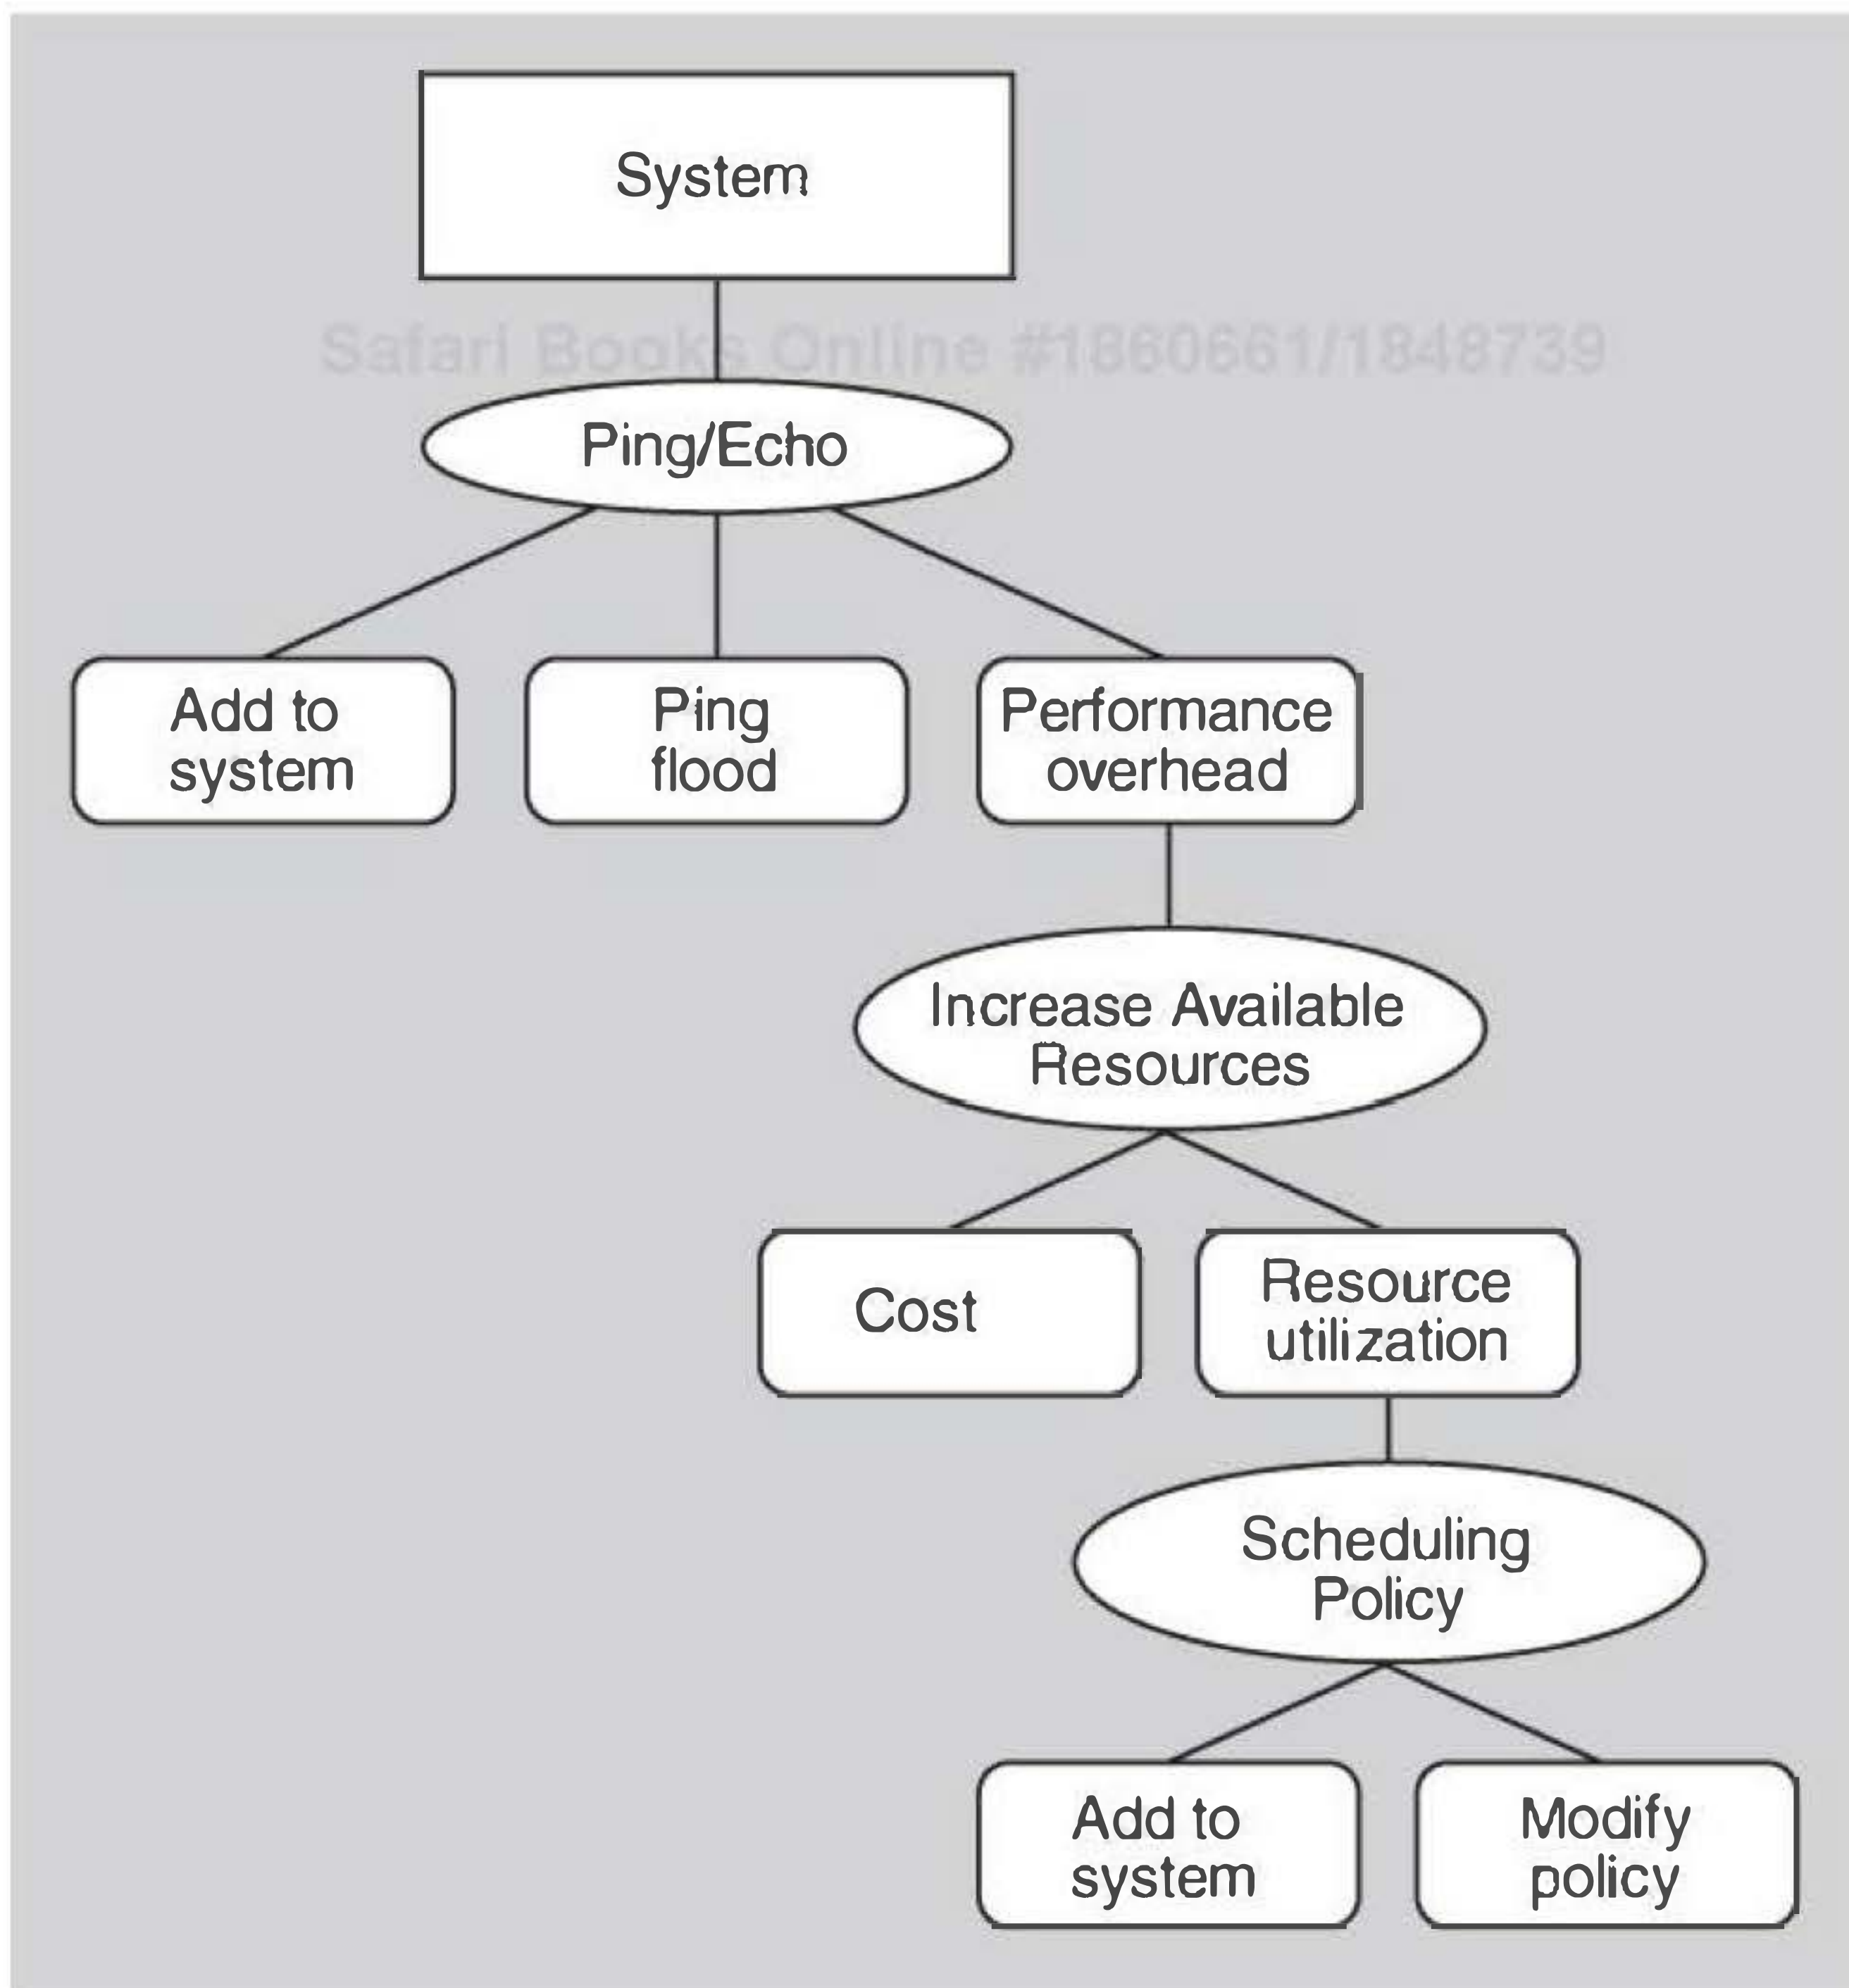 System
Safari Books Online #1860661/1848739
Ping/Echo
Add to
system
Ping
flood
Performance
overhead
Increase Available
Resources
Cost
Resource
utilization
Scheduling
Policy
Add to
system
Modify
policy